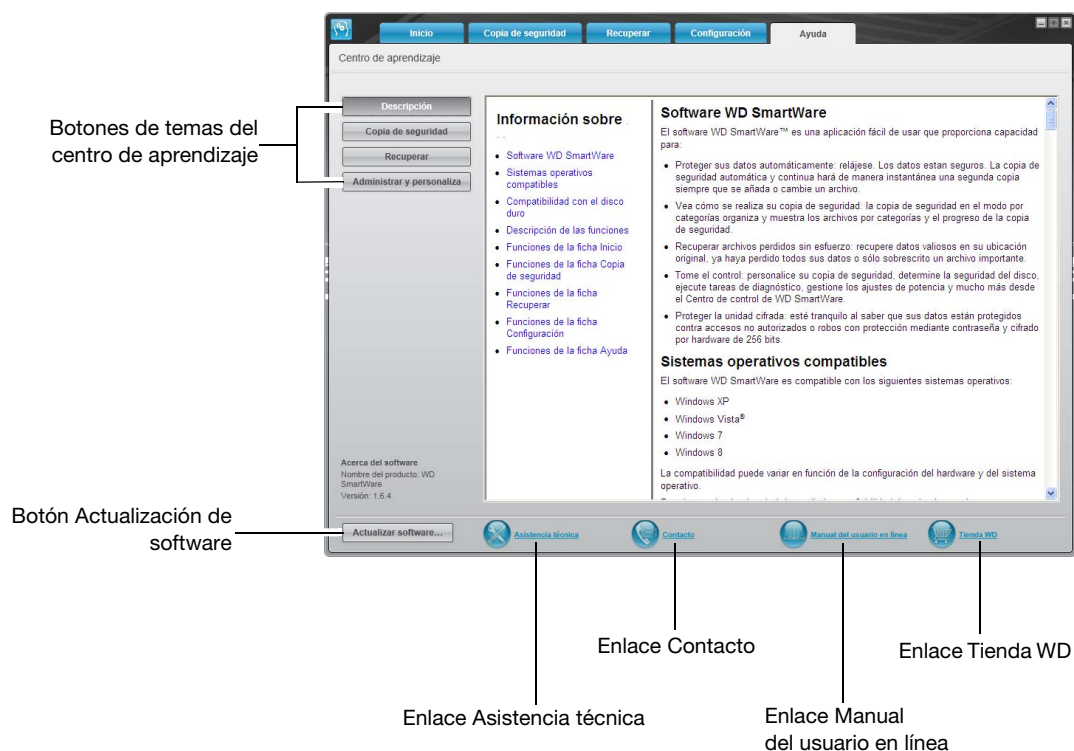 Inicio
Copia de seguridad
Recuperar
Configuración
Ayuda
Centro de aprendizaje
Botones de temas del
centro de aprendizaje
Descripción
Copia de seguridad
Recuperar
Administrar y personaliza
Información sobre
. .
• Software WD SmartWare
• Sistemas operativos
compatibles
• Compatibilidad con el disco
duro
• Descripción de las funciones
• Funciones de la ficha Inicio
• Funciones de la ficha Copia
de seguridad
• Funciones de la ficha
Recuperar
• Funciones de la ficha
Configuración
• Funciones de la ficha Ayuda
Software WD SmartWare
El software WD SmartWare™ es una aplicación fácil de usar que proporciona capacidad
para:
• Proteger sus datos automáticamente: relájese. Los datos estan seguros. La copia de
seguridad automática y continua hará de manera instantánea una segunda copia
siempre que se añada o cambie un archivo.
• Vea cómo se realiza su copia de seguridad: la copia de seguridad en el modo por
categorías organiza y muestra los archivos por categorías y el progreso de la copia
de seguridad.
• Recuperar archivos perdidos sin esfuerzo: recupere datos valiosos en su ubicación
original, ya haya perdido todos sus datos o sólo sobrescrito un archivo importante.
• Tome el control: personalice su copia de seguridad, determine la seguridad del disco,
ejecute tareas de diagnóstico, gestione los ajustes de potencia y mucho más desde
el Centro de control de WD SmartWare.
• Proteger la unidad cifrada: esté tranquilo al saber que sus datos están protegidos
contra accesos no autorizados o robos con protección mediante contraseña y cifrado
por hardware de 256 bits.
Sistemas operativos compatibles
El software WD SmartWare es compatible con los siguientes sistemas operativos:
• Windows XP
• Windows Vista®
• Windows 7
• Windows 8
La compatibilidad puede variar en función de la configuración del hardware y del sistema
operativo.
Acerca del software
Nombre del producto: WD
SmartWare
Versión: 1.6.4
Botón Actualización de
software
Actualizar software...
Asistencia técnica
Contacto
Manual del usuario en línea
Tienda WD
Enlace Contacto
Enlace Tienda WD
Enlace Asistencia técnica
Enlace Manual
del usuario en línea